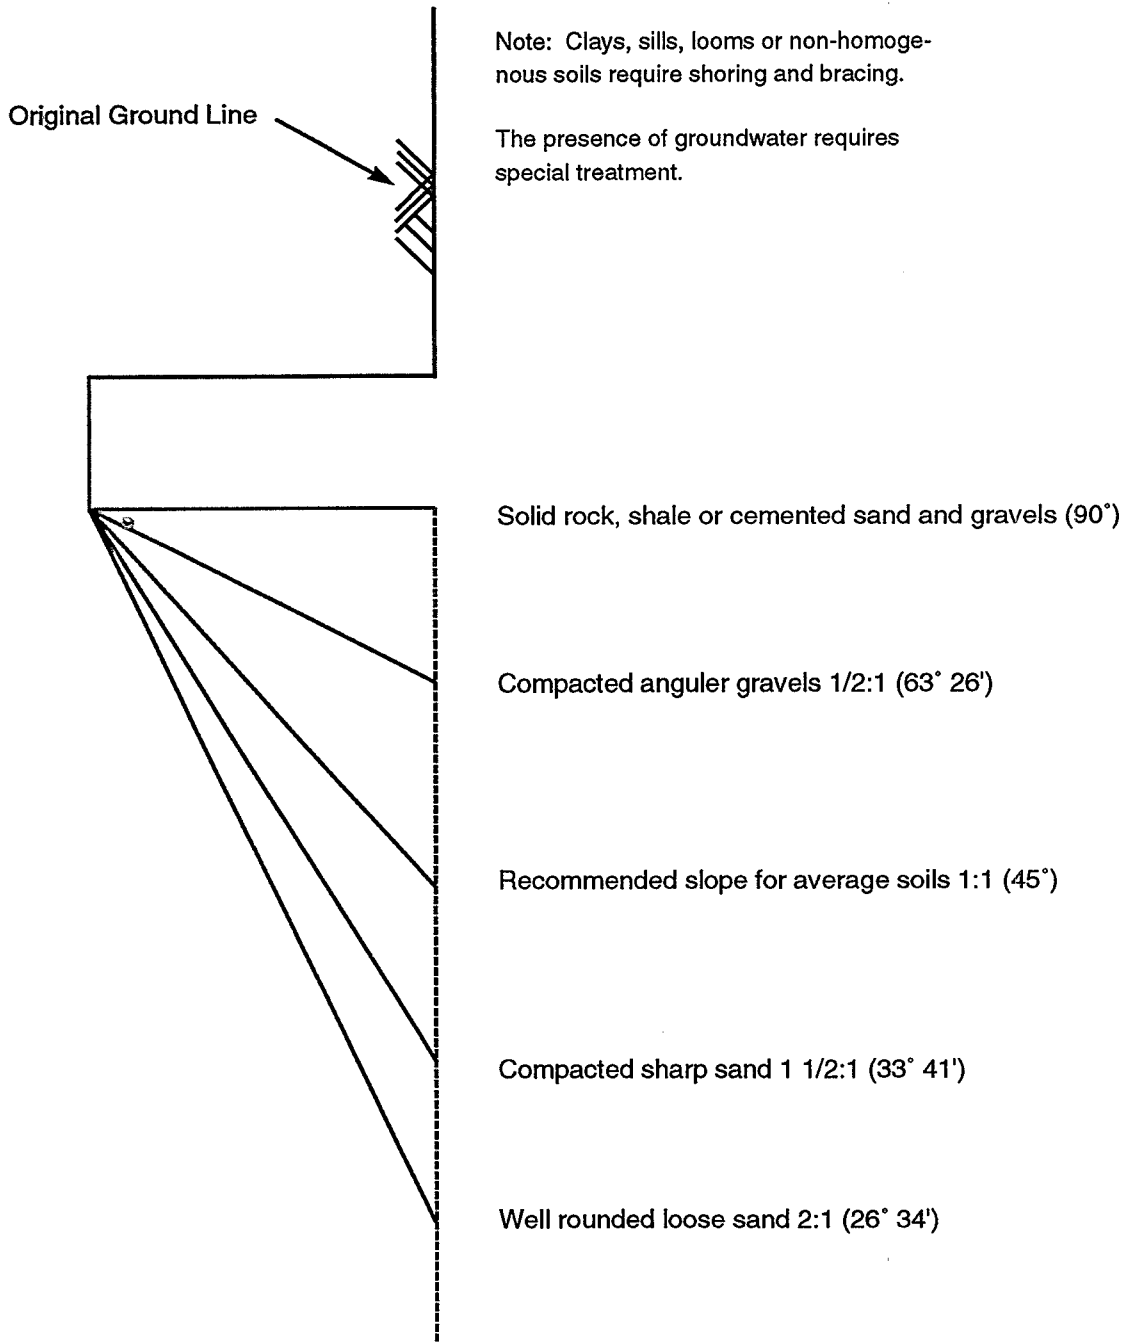 Note: Clays, sills, looms or non-homoge-
nous soils require shoring and bracing.
Original Ground Line
The presence of groundwater requires
special treatment.
Solid rock, shale or cemented sand and gravels (90°)
Compacted anguler gravels 1/2:1 (63° 26')
Recommended slope for average soils 1:1 (45°)
Compacted sharp sand 1 1/2:1 (33° 41')
Well rounded loose sand 2:1 (26° 34')